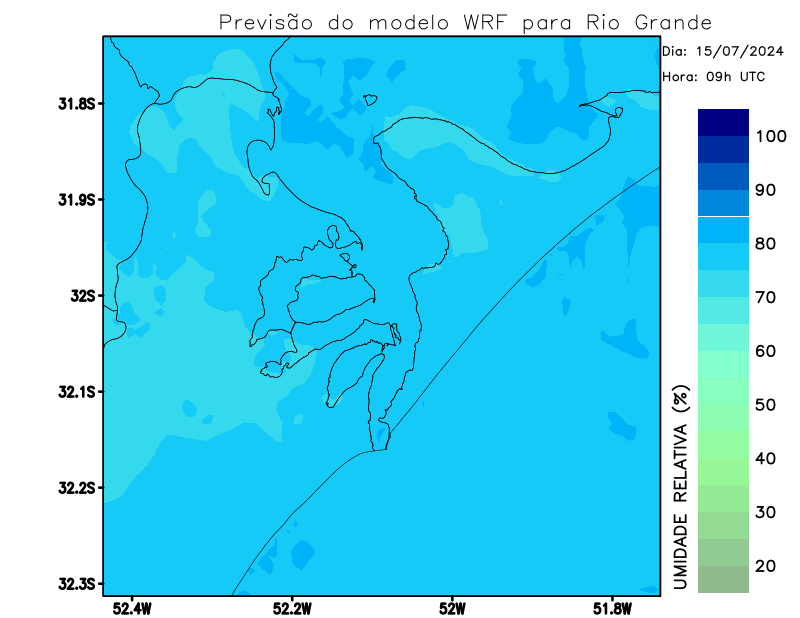 Previsão do modelo WRF para Rio Grande
Dia: 15/07/2024
Hora: 09h UTC
31.8S
31.9S
32S
32.1S
32.2S
32.3S
52.4W
52.2W
52W
51.8W
100
90
80
70
60
50
40
30
20
UMIDADE RELATIVA (%)